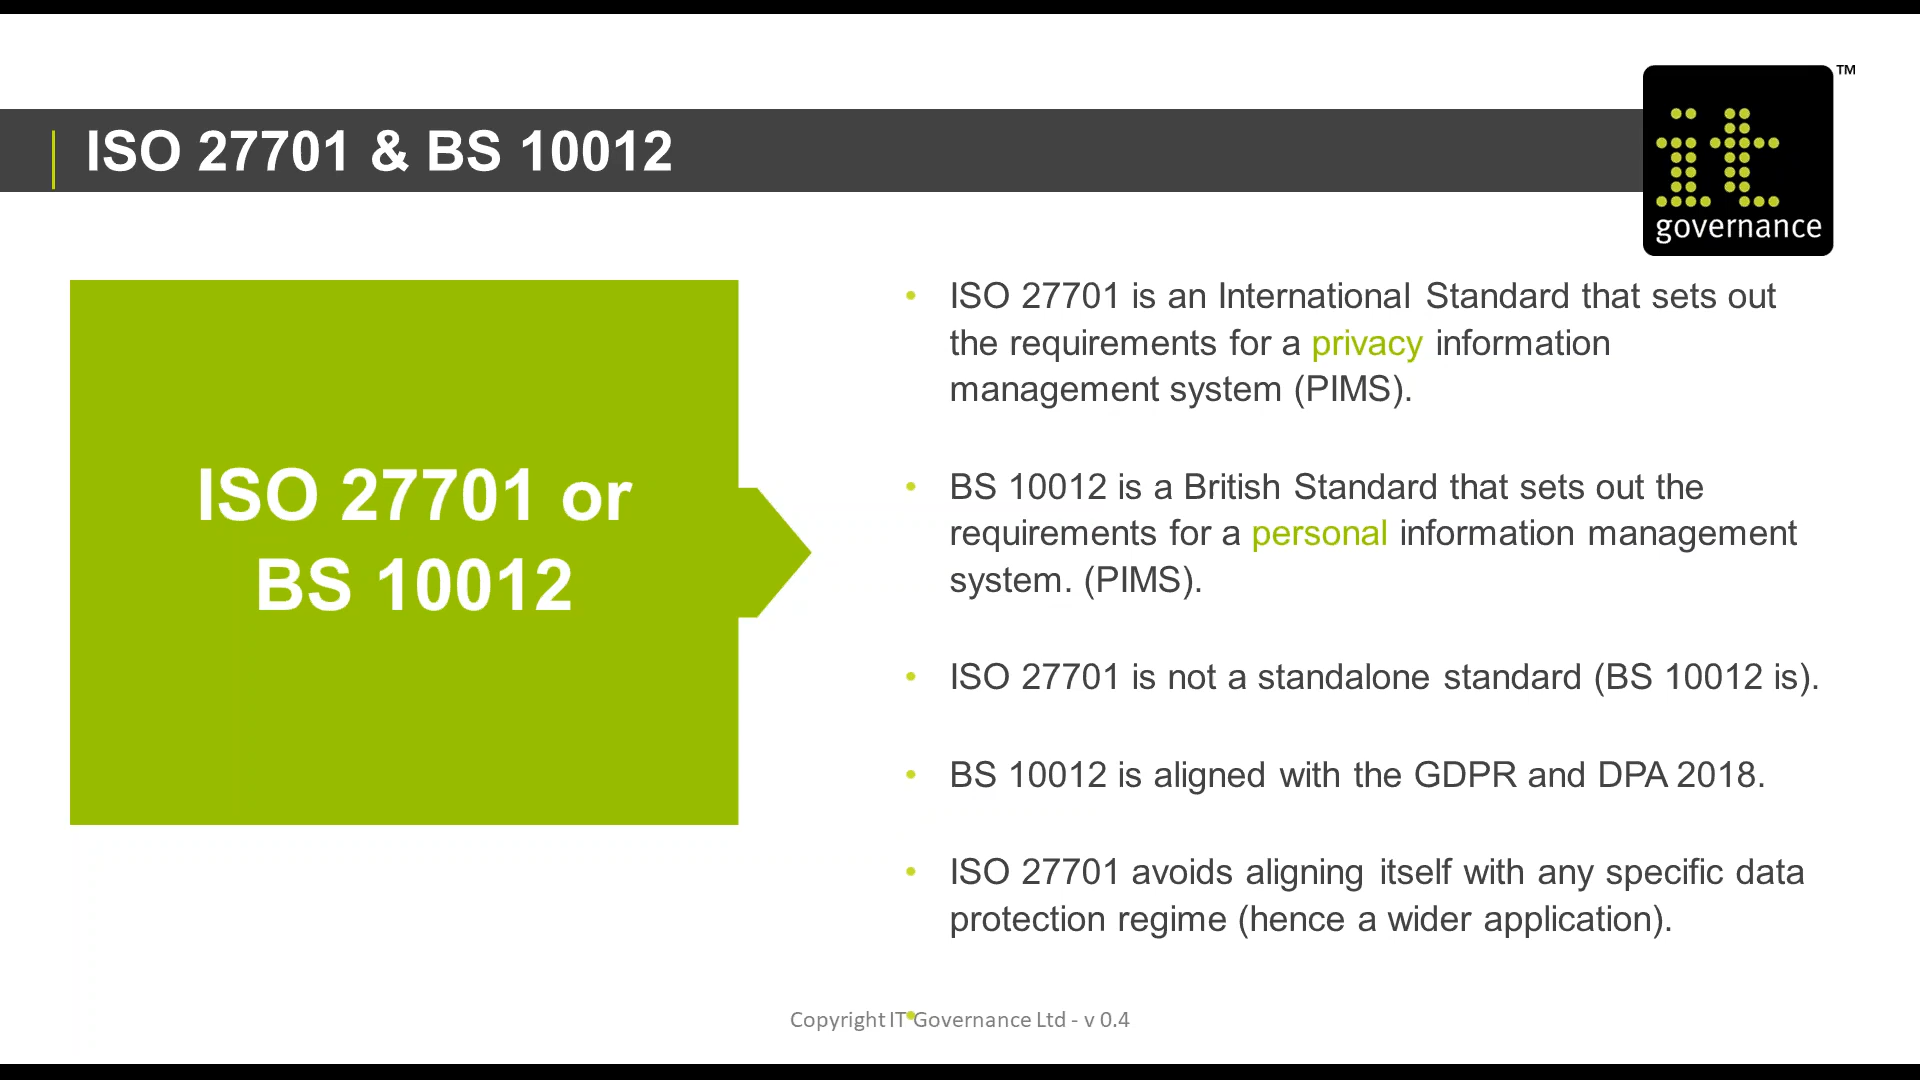 ™
ISO 27701 & BS 10012
it
governance
ISO 27701 or
BS 10012
• ISO 27701 is an International Standard that sets out
the requirements for a privacy information
management system (PIMS).
• BS 10012 is a British Standard that sets out the
requirements for a personal information management
system. (PIMS).
• ISO 27701 is not a standalone standard (BS 10012 is).
• BS 10012 is aligned with the GDPR and DPA 2018.
• ISO 27701 avoids aligning itself with any specific data
protection regime (hence a wider application).
Copyright IT Governance Ltd - v 0.4